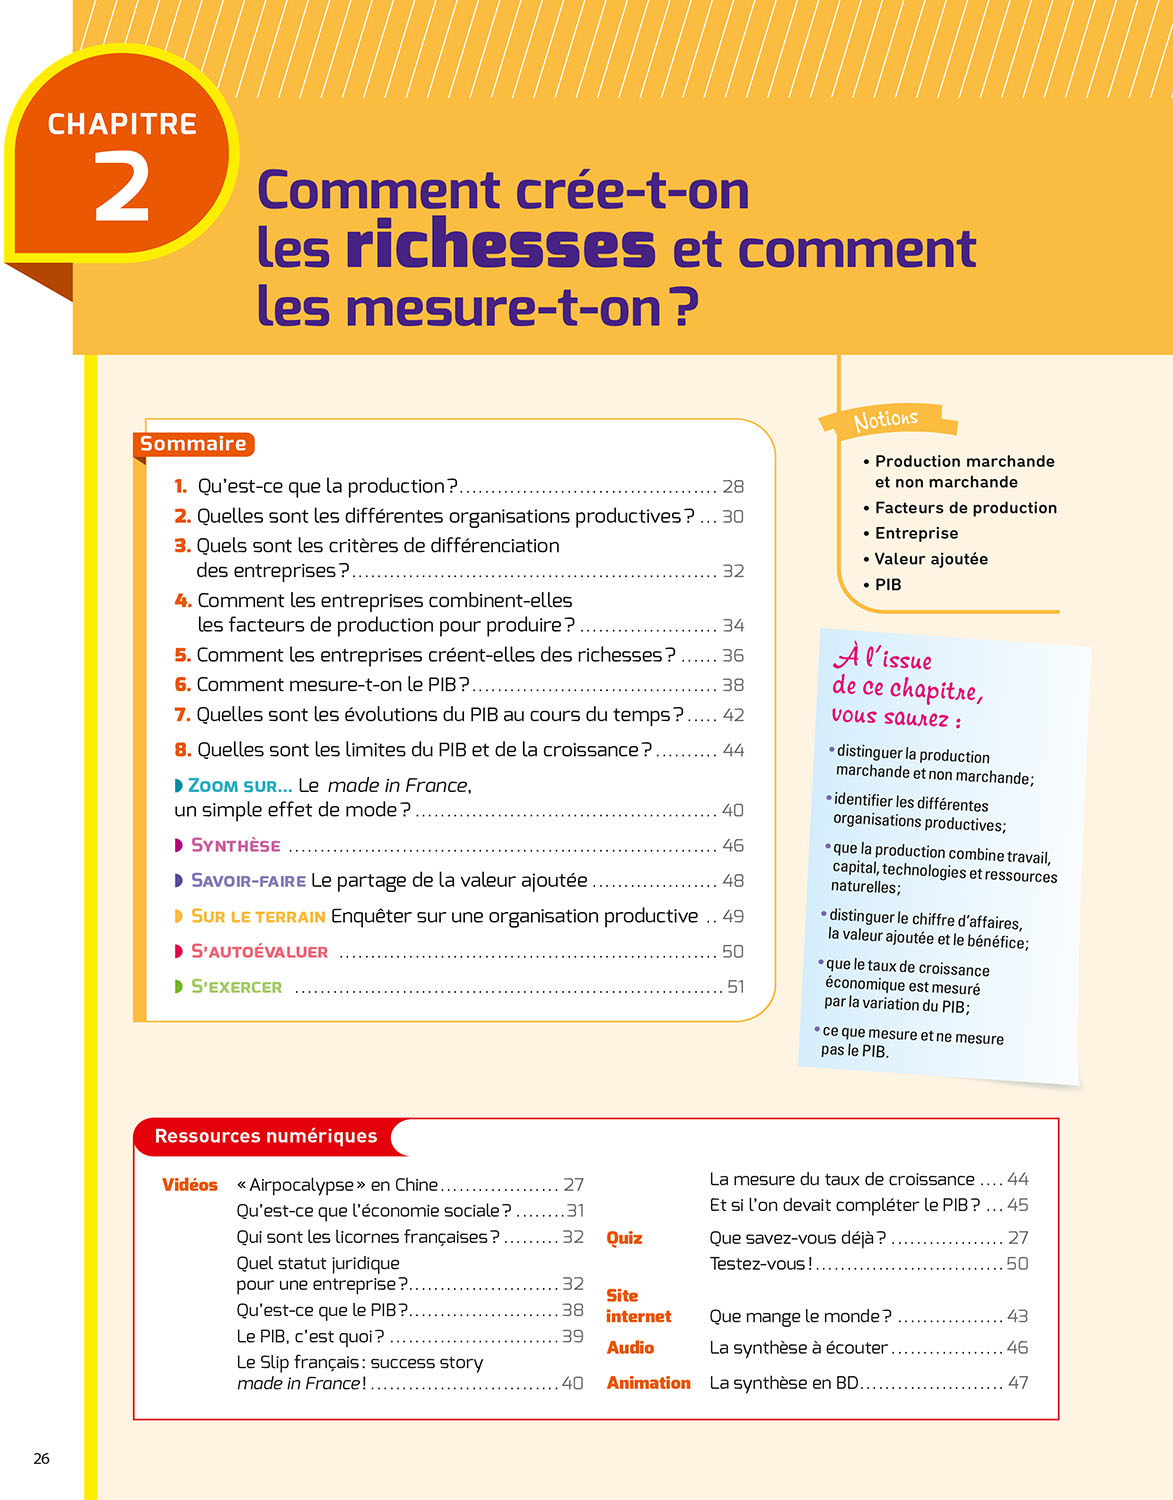 CHAPITRE
2
Comment crée-t-on
les richesses et comment
les mesure-t-on ?
Sommaire
1. Qu'est-ce que la production ? ........................................ 28
2. Quelles sont les différentes organisations productives ? ... 30
3. Quels sont les critères de différenciation
des entreprises ? ........................................................ 32
4. Comment les entreprises combinent-elles
les facteurs de production pour produire ? ...................... 34
5. Comment les entreprises créent-elles des richesses ? ...... 36
6. Comment mesure-t-on le PIB ? ....................................... 38
7. Quelles sont les évolutions du PIB au cours du temps ? ..... 42
8. Quelles sont les limites du PIB et de la croissance ? .......... 44
Zoom sur... Le made in France,
un simple effet de mode ? ................................................ 40
Synthèse .................................................................... 46
Savoir-faire Le partage de la valeur ajoutée .................... 48
Sur le terrain Enquêter sur une organisation productive .. 49
S'autoévaluer ............................................................ 50
S'exercer .................................................................... 51
Notions
• Production marchande
et non marchande
• Facteurs de production
• Entreprise
• Valeur ajoutée
• PIB
À l'issue
de ce chapitre,
vous saurez :
• distinguer la production
marchande et non marchande ;
• identifier les différentes
organisations productives ;
• que la production combine travail,
capital, technologies et ressources
naturelles ;
• distinguer le chiffre d'affaires,
la valeur ajoutée et le bénéfice ;
• que le taux de croissance
économique est mesuré
par la variation du PIB ;
• ce que mesure et ne mesure
pas le PIB.
Ressources numériques
Vidéos « Airpocalypse » en Chine ................... 27
Qu'est-ce que l'économie sociale ? ........ 31
Qui sont les licornes françaises ? ......... 32
Quel statut juridique
pour une entreprise ? ........................ 32
Qu'est-ce que le PIB ? ........................ 38
Le PIB, c'est quoi ? ........................... 39
Le Slip français : success story
made in France ! .............................. 40
La mesure du taux de croissance .... 44
Et si l'on devait compléter le PIB ? ... 45
Quiz Que savez-vous déjà ? .................. 27
Testez-vous ! .............................. 50
Site
internet Que mange le monde ? ................. 43
Audio La synthèse à écouter .................. 46
Animation La synthèse en BD ....................... 47
26